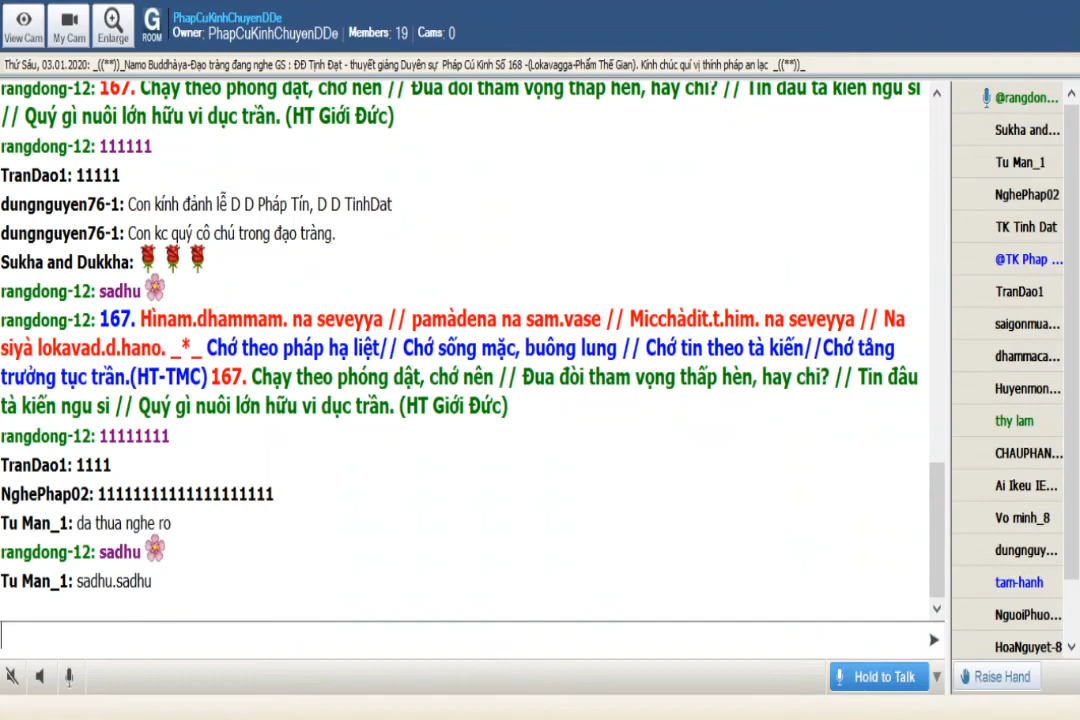 View Cam
My Cam
Enlarge
G
ROOM
PhapCuKinhChuyenDDe
Owner: PhapCuKinhChuyenDDe | Members: 19 | Cams: 0
Thứ Sáu, 03.01.2020: _((**))_Namo Buddhàya-Đạo tràng đang nghe GS : ĐĐ Tịnh Đạt - thuyết giảng Duyên sự Pháp Cú Kinh Số 168 -(Lokavagga-Phẩm Thế Gian). Kính chúc quí vị thính pháp an lạc _((**))_
rangdong-12: 167. Chạy theo phóng dật, chớ nên // Đua đòi tham vọng thấp hèn, hay chi? // Tin đâu tà kiến ngu si
// Quý gì nuôi lớn hữu vi dục trần. (HT Giới Đức)
rangdong-12: 111111
TranDao1: 11111
dungnguyen76-1: Con kính đảnh lễ D D Pháp Tín, D D TinhDat
dungnguyen76-1: Con kc quý cô chú trong đạo tràng.
Sukha and Dukkha:
rangdong-12: sadhu
rangdong-12: 167. Hìnam.dhammam. na seveyya // pamàdena na sam.vase // Micchàdit.t.him. na seveyya // Na
siyà lokavad.d.hano. _*_ Chớ theo pháp hạ liệt// Chớ sống mặc, buông lung // Chớ tin theo tà kiến//Chớ tăng
trưởng tục trần.(HT-TMC) 167. Chạy theo phóng dật, chớ nên // Đua đòi tham vọng thấp hèn, hay chi? // Tin đâu
tà kiến ngu si // Quý gì nuôi lớn hữu vi dục trần. (HT Giới Đức)
rangdong-12: 11111111
TranDao1: 1111
NghePhap02: 11111111111111111111
Tu Man_1: da thua nghe ro
rangdong-12: sadhu
Tu Man_1: sadhu.sadhu
@rangdon...
Sukha and...
Tu Man_1
NghePhap02
TK Tinh Dat
@TK Phap ...
TranDao1
saigonmua...
dhammaca...
Huyenmon...
thy lam
CHAUPHAN...
Ai Ikeu IE...
Vo minh_8
dungnguy...
tam-hanh
NguoiPhuo...
HoaNguyet-8
Hold to Talk
Raise Hand